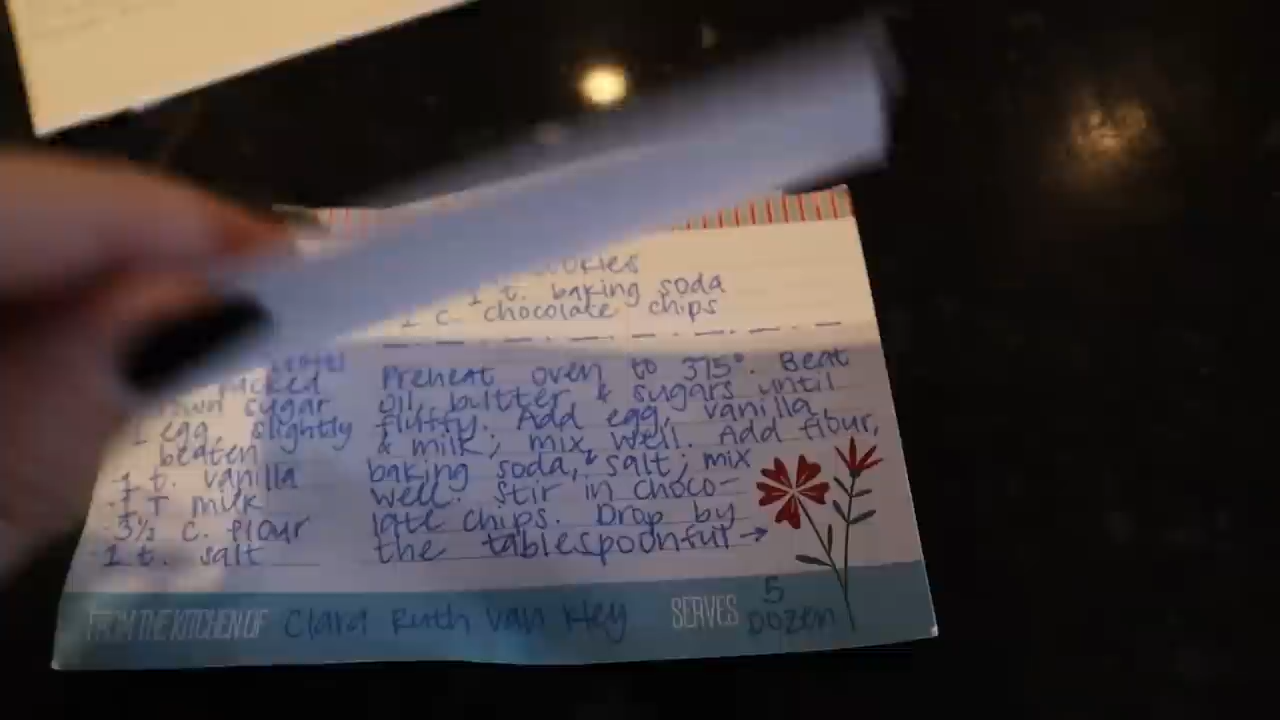 1 t. baking soda
1 c. chocolate chips
packed
sugar
1 egg, slightly
beaten
1 t. vanilla
1 T milk
3½ c. flour
1 t. salt
Preheat oven to 375°. Beat
oil, butter, & sugars until
fluffy. Add egg, vanilla
& milk; mix well. Add flour,
baking soda, & salt; mix
well. Stir in choco-
late chips. Drop by
the tablespoonful →
FROM THE KITCHEN OF Clara Ruth Van
SERVES 5
DOZEN